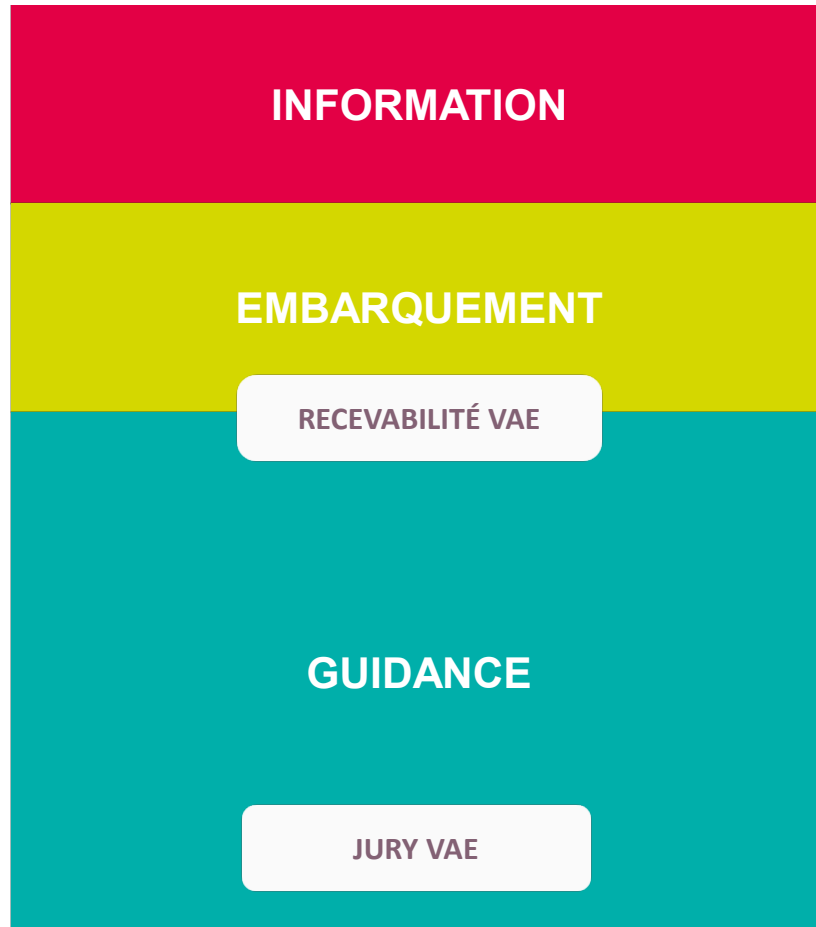 INFORMATION
EMBARQUEMENT
RECEVABILITÉ VAE
GUIDANCE
JURY VAE